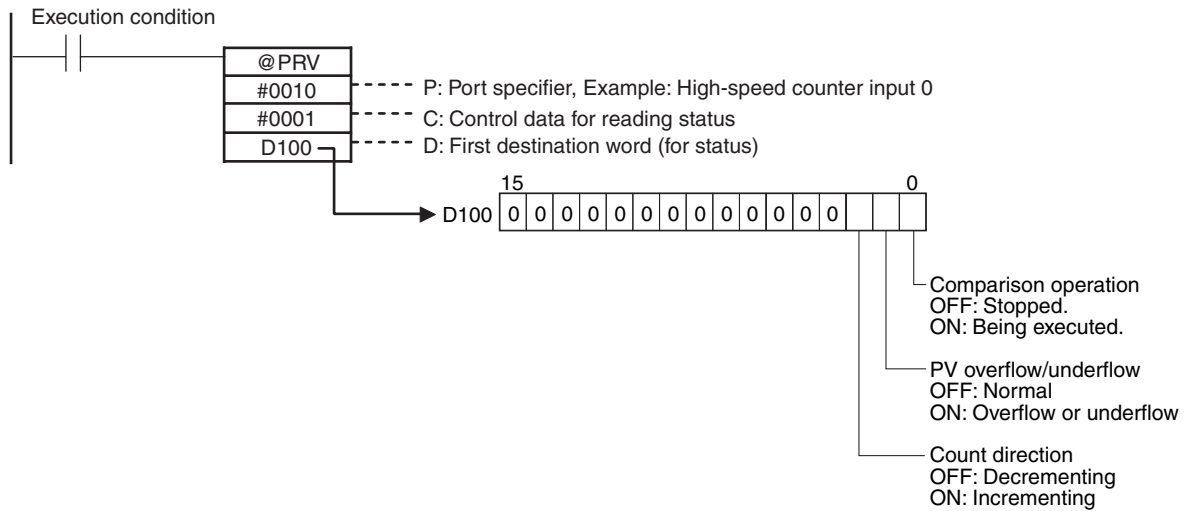 Execution condition
@PRV
#0010 P: Port specifier, Example: High-speed counter input 0
#0001 C: Control data for reading status
D100 D: First destination word (for status)
15 0
D100 0 0 0 0 0 0 0 0 0 0 0 0 0
Comparison operation
OFF: Stopped.
ON: Being executed.
PV overflow/underflow
OFF: Normal
ON: Overflow or underflow
Count direction
OFF: Decrementing
ON: Incrementing